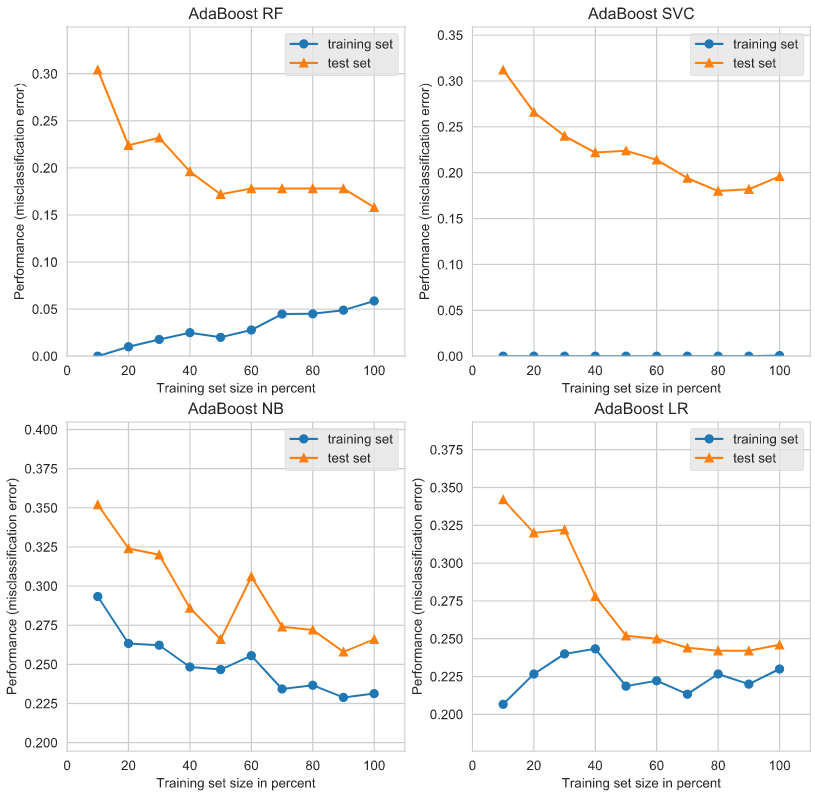 AdaBoost RF
training set
test set
Performance (misclassification error)
0.30
0.25
0.20
0.15
0.10
0.05
0.00
0 20 40 60 80 100
Training set size in percent
AdaBoost SVC
training set
test set
Performance (misclassification error)
0.35
0.30
0.25
0.20
0.15
0.10
0.05
0.00
0 20 40 60 80 100
Training set size in percent
AdaBoost NB
training set
test set
Performance (misclassification error)
0.400
0.375
0.350
0.325
0.300
0.275
0.250
0.225
0.200
0 20 40 60 80 100
Training set size in percent
AdaBoost LR
training set
test set
Performance (misclassification error)
0.375
0.350
0.325
0.300
0.275
0.250
0.225
0.200
0 20 40 60 80 100
Training set size in percent